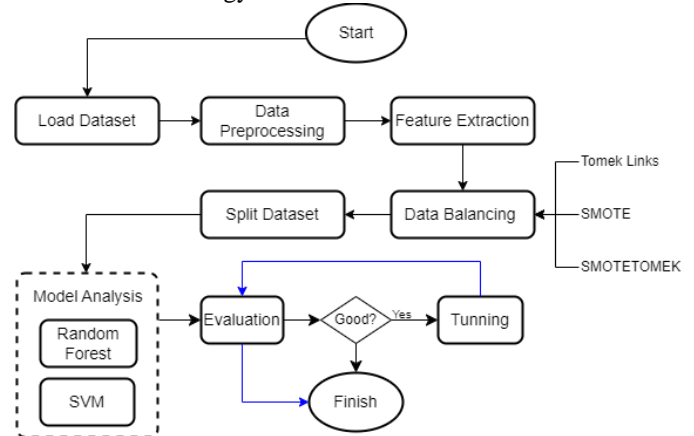 Start
Load Dataset
Data
Preprocessing
Feature Extraction
Tomek Links
Split Dataset
Data Balancing
SMOTE
SMOTETOMEK
Model Analysis
Random
Forest
SVM
Evaluation
Good?
Yes
Tunning
Finish